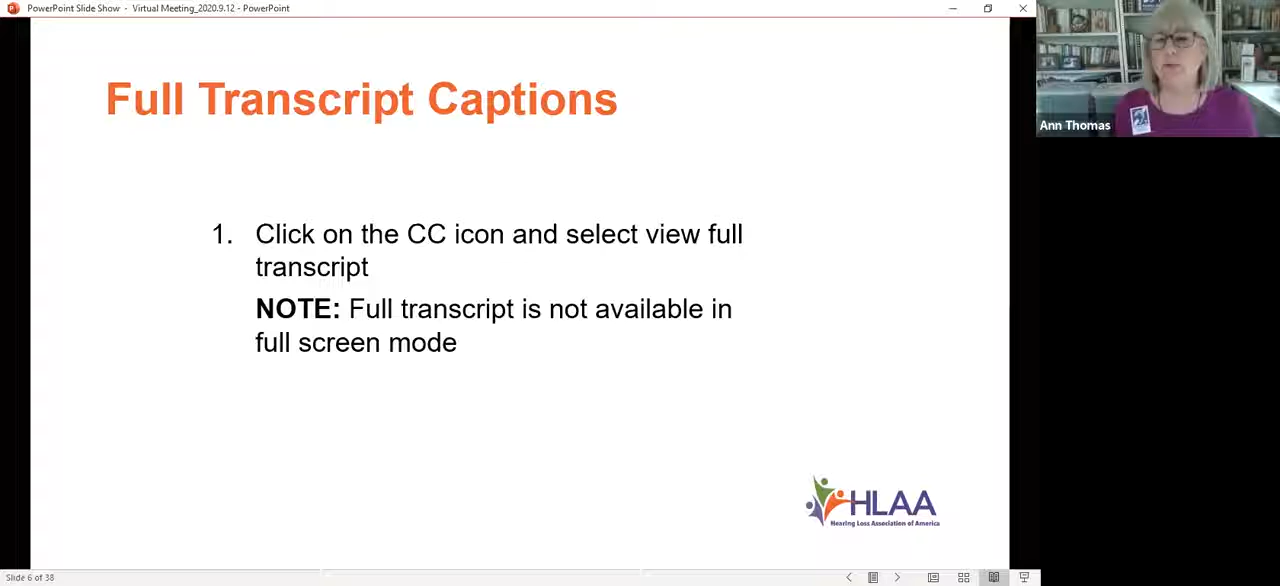 PowerPoint Slide Show - Virtual Meeting_2020.9.12 - PowerPoint
Full Transcript Captions
1. Click on the CC icon and select view full
transcript
NOTE: Full transcript is not available in
full screen mode
HLAA
Hearing Loss Association of America
Slide 6 of 38
Ann Thomas